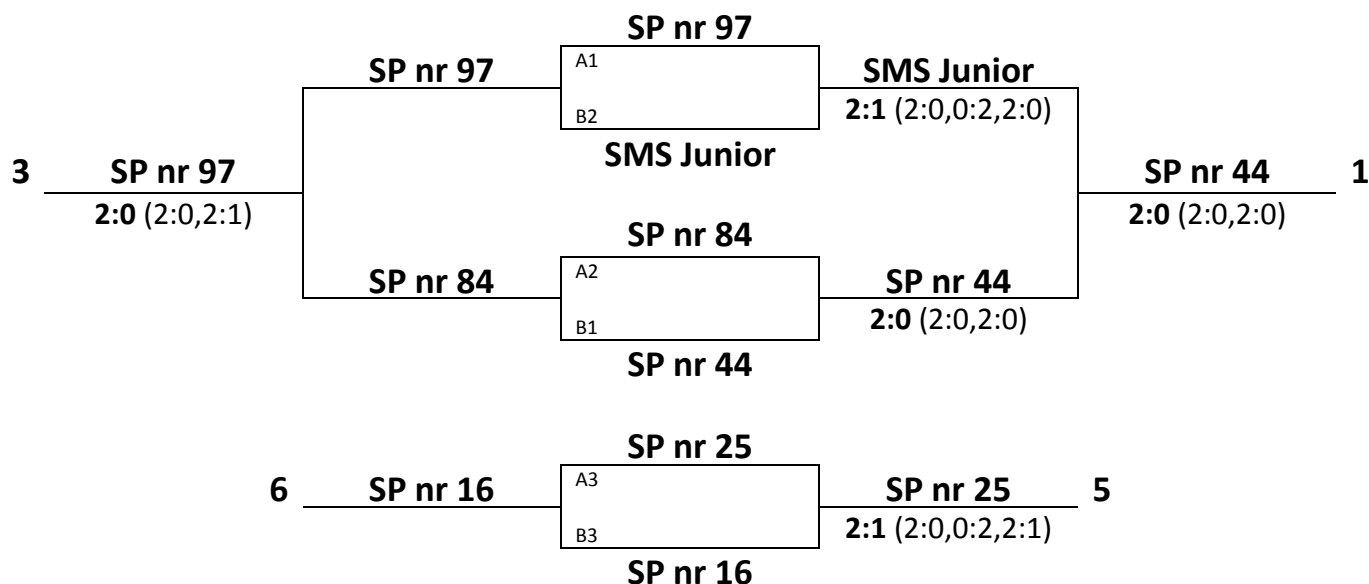 SP nr 97
SP nr 97
A1
SMS Junior
B2
2:1 (2:0,0:2,2:0)
SMS Junior
3
SP nr 97
SP nr 44
1
2:0 (2:0,2:1)
2:0 (2:0,2:0)
SP nr 84
SP nr 84
A2
SP nr 44
B1
2:0 (2:0,2:0)
SP nr 44
SP nr 25
6
SP nr 16
A3
SP nr 25
5
B3
2:1 (2:0,0:2,2:1)
SP nr 16